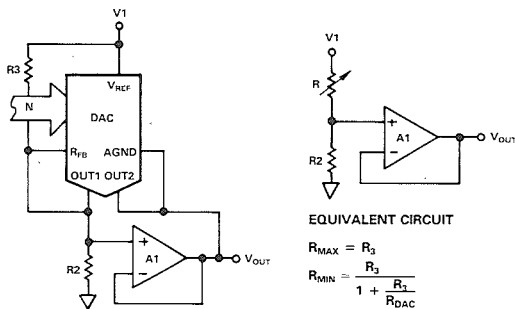 V1
R3
VREF
N
DAC
RFB
AGND
OUT1 OUT2
+
A1
−
VOUT
R2
V1
R
+
A1
−
VOUT
R2
EQUIVALENT CIRCUIT
RMAX = R3
RMIN ≃ R3 / 1 + R3 / RDAC